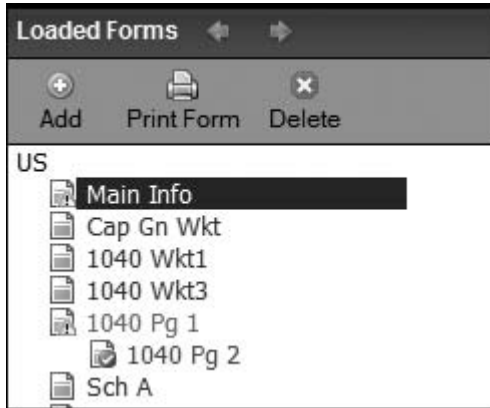 Loaded Forms
Add Print Form Delete
US
Main Info
Cap Gn Wkt
1040 Wkt1
1040 Wkt3
1040 Pg 1
1040 Pg 2
Sch A